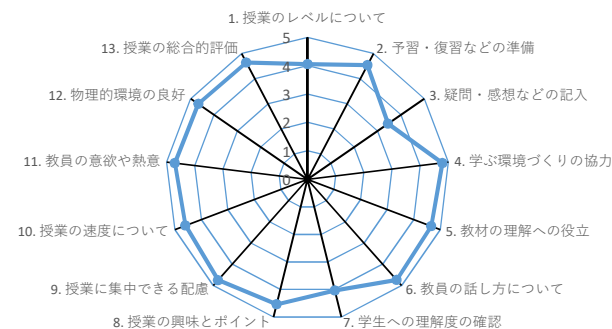 1. 授業のレベルについて
2. 予習・復習などの準備
3. 疑問・感想などの記入
4. 学ぶ環境づくりの協力
5. 教材の理解への役立
6. 教員の話し方について
7. 学生への理解度の確認
8. 授業の興味とポイント
9. 授業に集中できる配慮
10. 授業の速度について
11. 教員の意欲や熱意
12. 物理的環境の良好
13. 授業の総合的評価
5
4
3
2
1
0